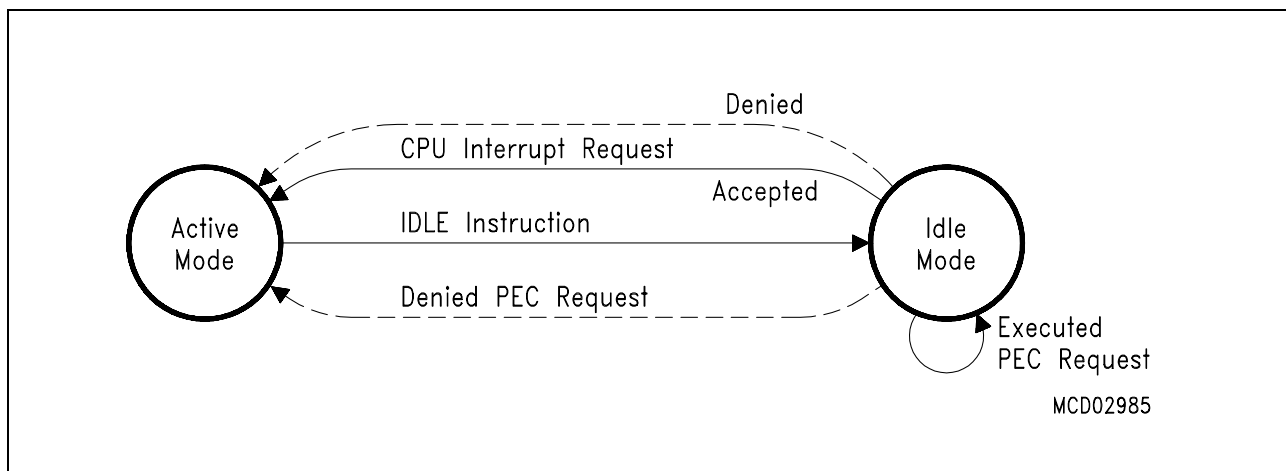 Denied
CPU Interrupt Request
Accepted
Active
Mode
IDLE Instruction
Idle
Mode
Denied PEC Request
Executed
PEC Request
MCD02985